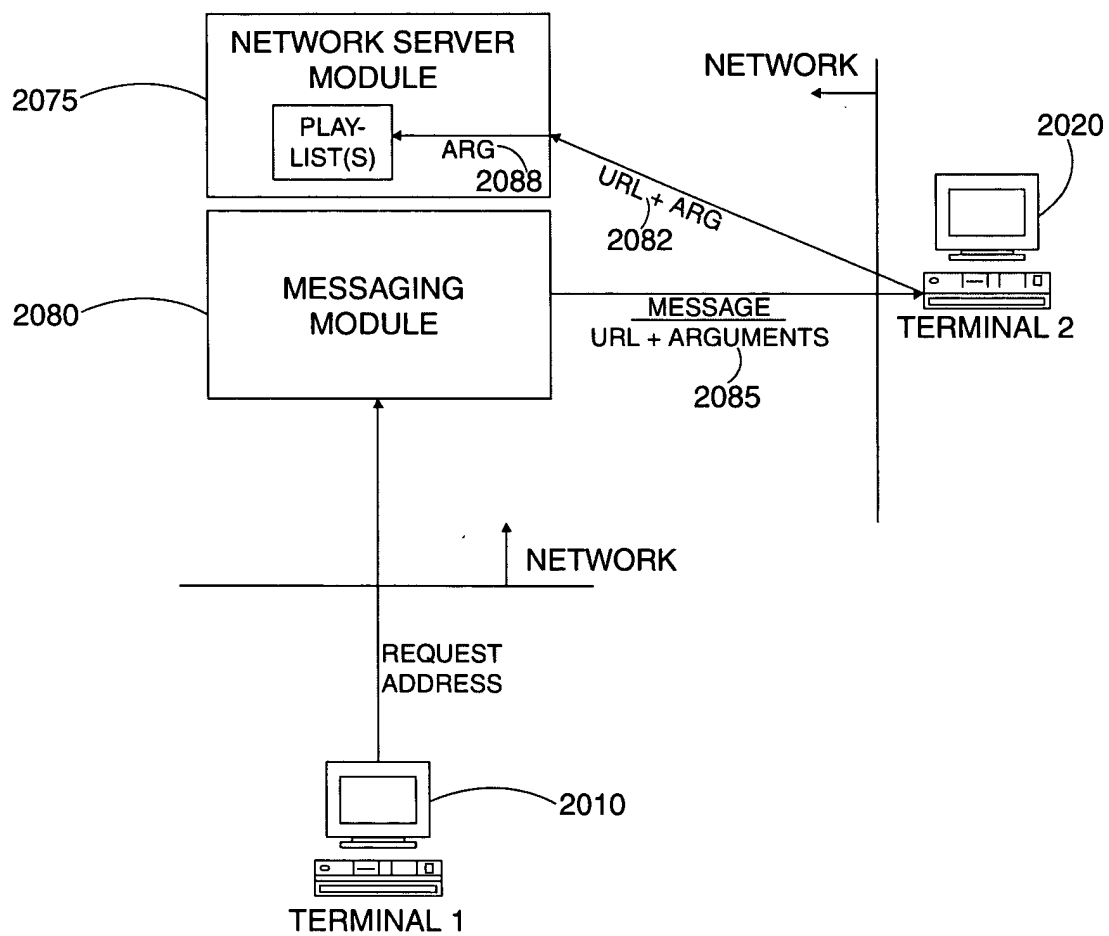 NETWORK SERVER
MODULE
PLAY-
LIST(S)
ARG
2088
2075
NETWORK
2020
URL + ARG
2082
MESSAGING
MODULE
2080
MESSAGE
URL + ARGUMENTS
2085
TERMINAL 2
NETWORK
REQUEST
ADDRESS
2010
TERMINAL 1